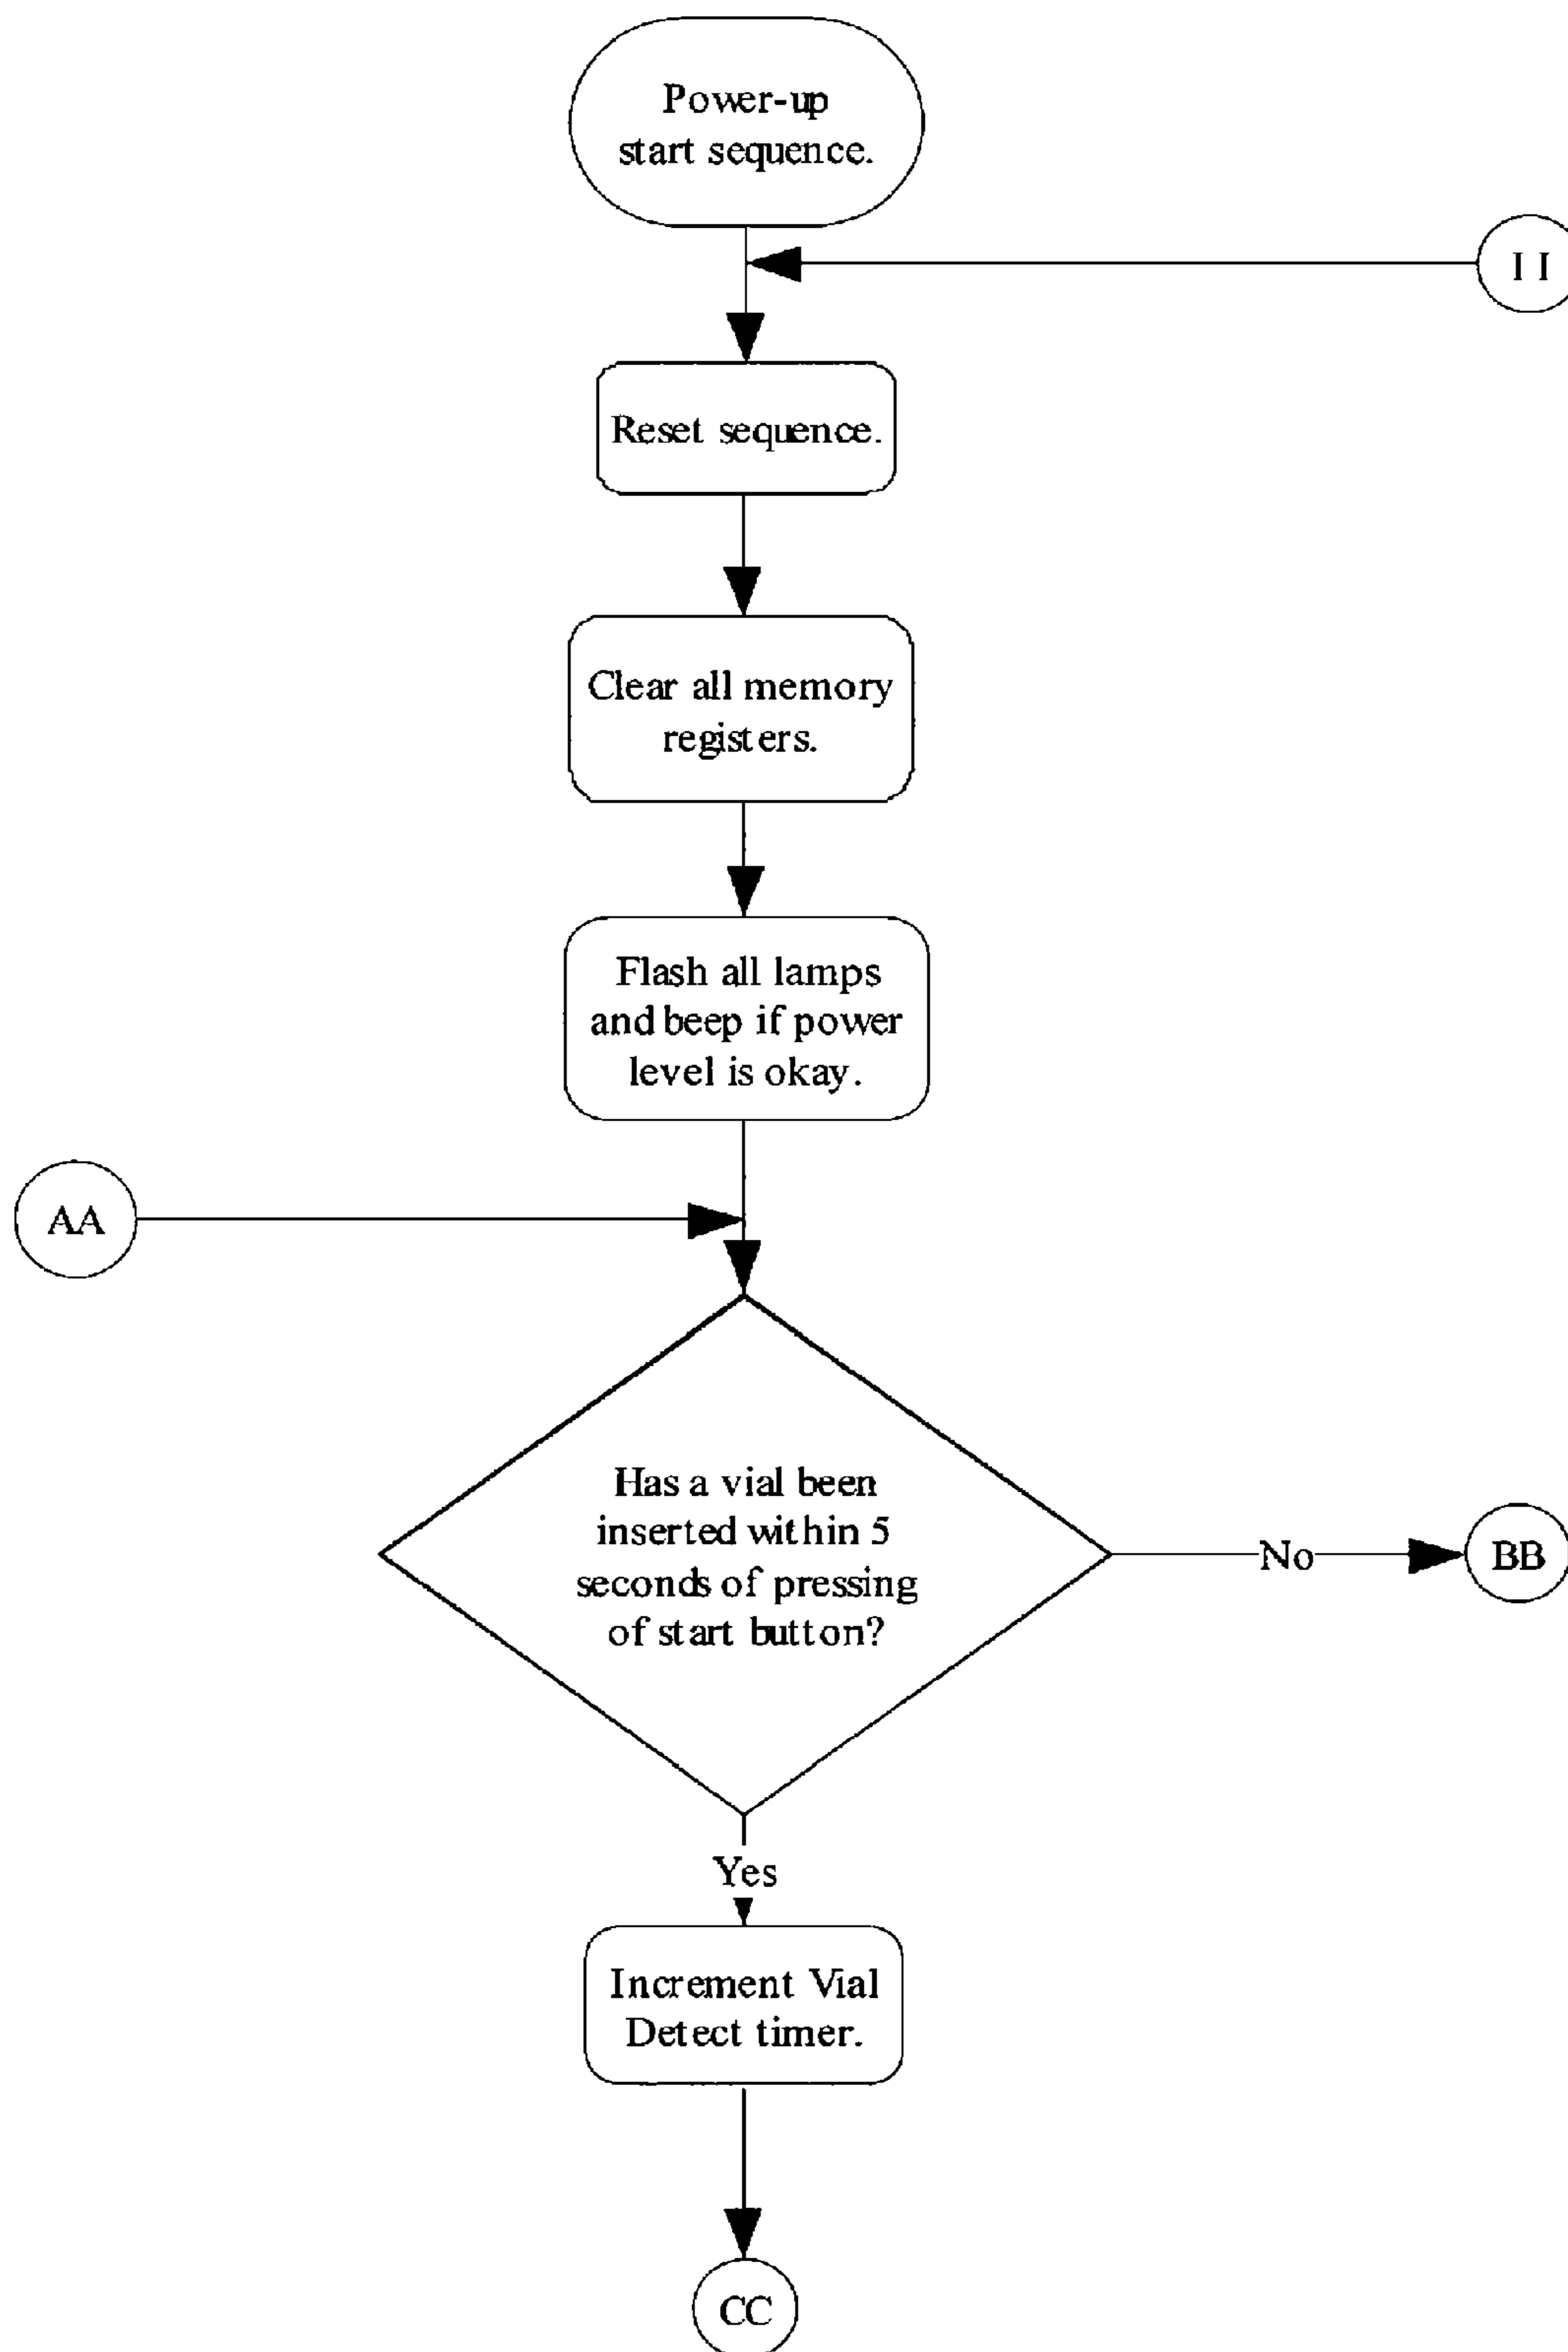 Power-up
start sequence.
I I
Reset sequence.
Clear all memory
registers.
Flash all lamps
and beep if power
level is okay.
AA
Has a vial been
inserted within 5
seconds of pressing
of start button?
No
BB
Yes
Increment Vial
Detect timer.
CC